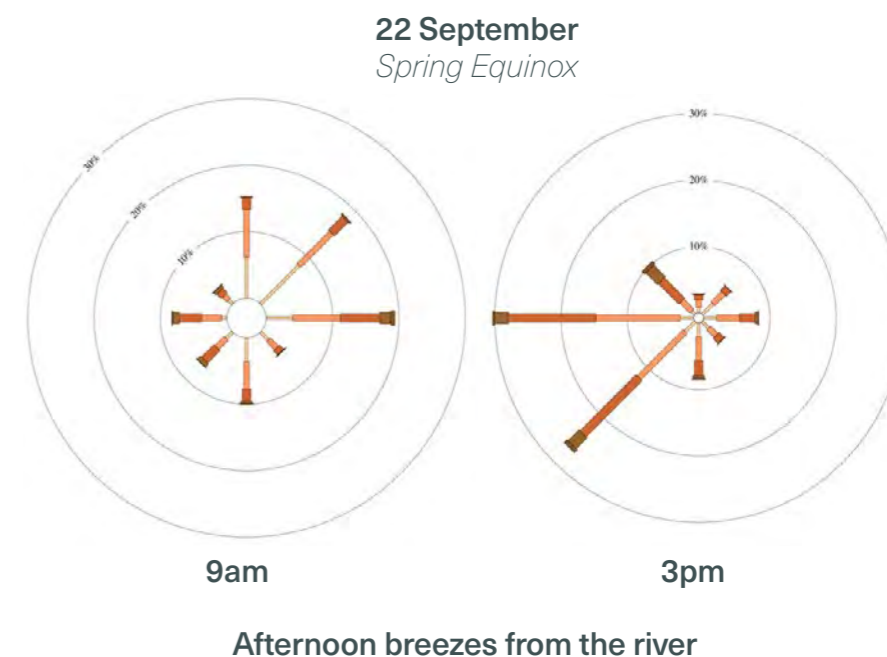 22 September
Spring Equinox
30%
20%
10%
30%
20%
10%
9am
3pm
Afternoon breezes from the river